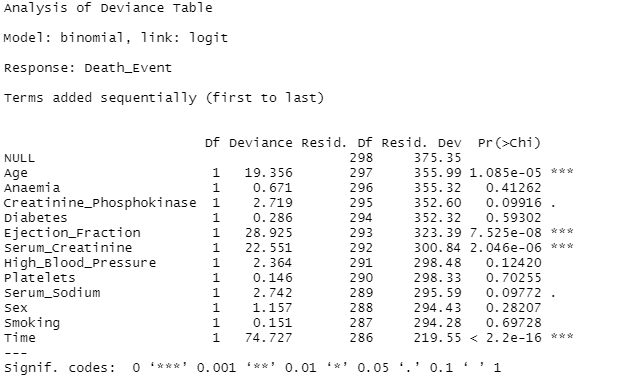 Analysis of Deviance Table
Model: binomial, link: logit
Response: Death_Event
Terms added sequentially (first to last)
Df Deviance Resid. Df Resid. Dev Pr(>Chi)
NULL 298 375.35
Age 1 19.356 297 355.99 1.085e-05 ***
Anaemia 1 0.671 296 355.32 0.41262
Creatinine_Phosphokinase 1 2.719 295 352.60 0.09916 .
Diabetes 1 0.286 294 352.32 0.59302
Ejection_Fraction 1 28.925 293 323.39 7.525e-08 ***
Serum_Creatinine 1 22.551 292 300.84 2.046e-06 ***
High_Blood_Pressure 1 2.364 291 298.48 0.12420
Platelets 1 0.146 290 298.33 0.70255
Serum_Sodium 1 2.742 289 295.59 0.09772 .
Sex 1 1.157 288 294.43 0.28207
Smoking 1 0.151 287 294.28 0.69728
Time 1 74.727 286 219.55 < 2.2e-16 ***
---
Signif. codes: 0 ‘***’ 0.001 ‘**’ 0.01 ‘*’ 0.05 ‘.’ 0.1 ‘ ’ 1